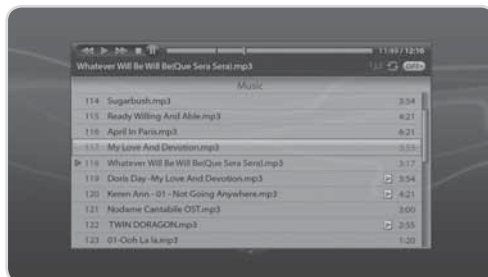 11:49 / 12:16
Whatever Will Be Will Be(Que Sera Sera).mp3
OPT+
Music
114 Sugarbush.mp3 3:54
115 Ready Willing And Able.mp3 4:21
116 April In Paris.mp3 6:21
117 My Love And Devotion.mp3
118 Whatever Will Be Will Be(Que Sera Sera).mp3 3:17
119 Doris Day -My Love And Devotion.mp3 3:54
120 Keren Ann - 01 - Not Going Anywhere.mp3 4:21
121 Nodame Cantabile OST.mp3 3:00
122 TWIN DORAGON.mp3 2:55
123 01-Ooh La la.mp3 1:20